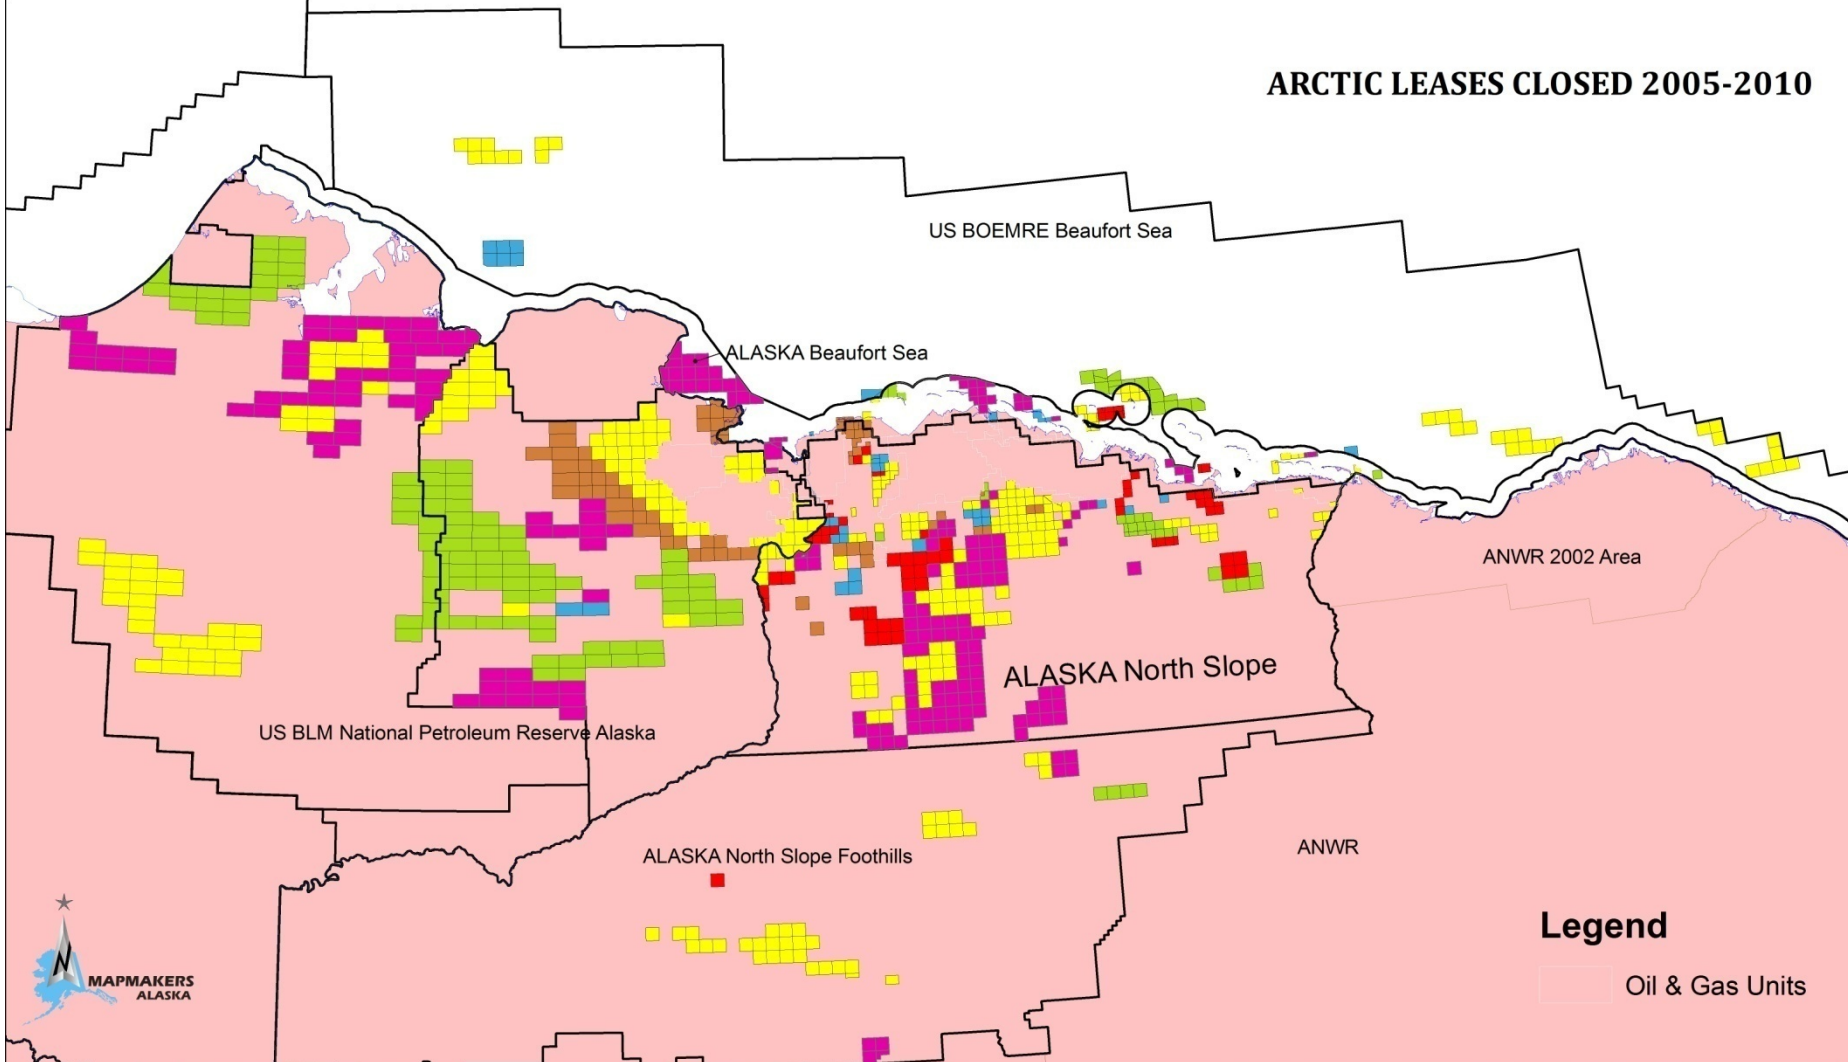 ARCTIC LEASES CLOSED 2005-2010
US BOEMRE Beaufort Sea
ALASKA Beaufort Sea
ANWR 2002 Area
ALASKA North Slope
US BLM National Petroleum Reserve Alaska
ALASKA North Slope Foothills
ANWR
Legend
N
MAPMAKERS
ALASKA
Oil & Gas Units